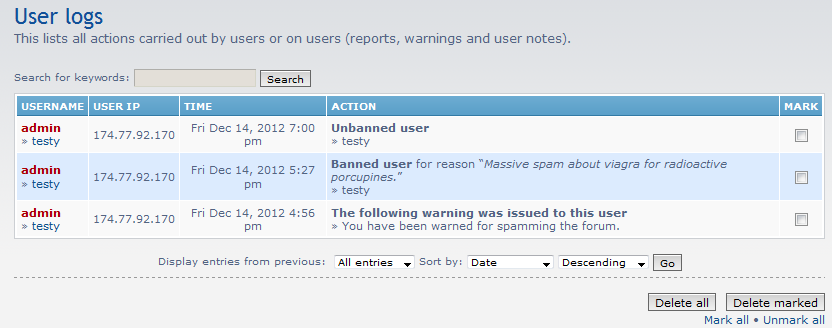 User logs
This lists all actions carried out by users or on users (reports, warnings and user notes).
Search for keywords: Search
USERNAME USER IP TIME ACTION MARK
admin
» testy
174.77.92.170
Fri Dec 14, 2012 7:00
pm
Unbanned user
» testy
admin
» testy
174.77.92.170
Fri Dec 14, 2012 5:27
pm
Banned user for reason “Massive spam about viagra for radioactive
porcupines.”
» testy
admin
» testy
174.77.92.170
Fri Dec 14, 2012 4:56
pm
The following warning was issued to this user
» You have been warned for spamming the forum.
Display entries from previous: All entries Sort by: Date Descending Go
Delete all Delete marked
Mark all • Unmark all